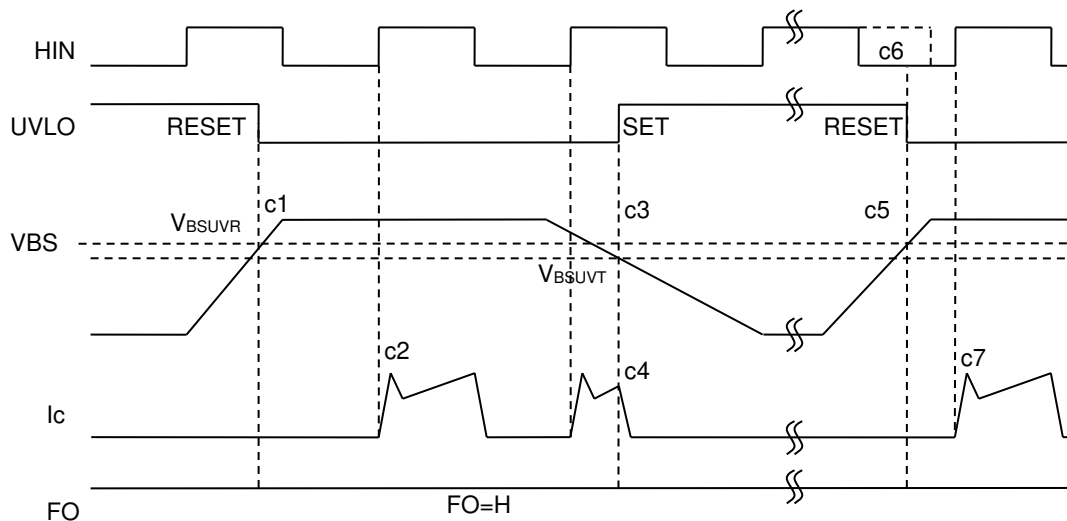 HIN
c6
UVLO
RESET
SET
RESET
c1
c3
c5
VBSUVR
VBS
VBSUVT
c2
c4
c7
Ic
FO=H
FO